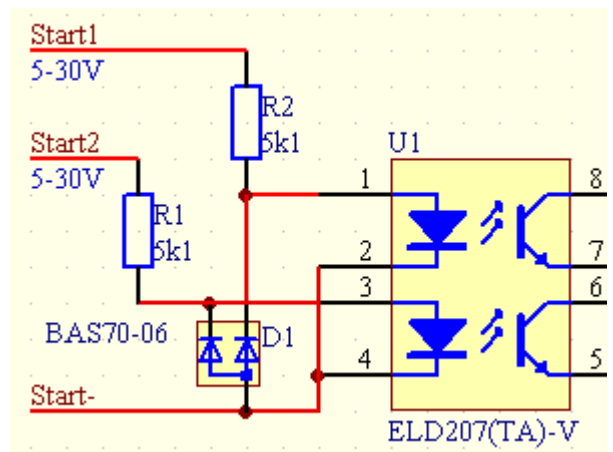 Start1
5-30V
R2
5k1
Start2
5-30V
R1
5k1
U1
1
8
2
7
3
6
4
5
BAS70-06
D1
Start-
ELD207(TA)-V